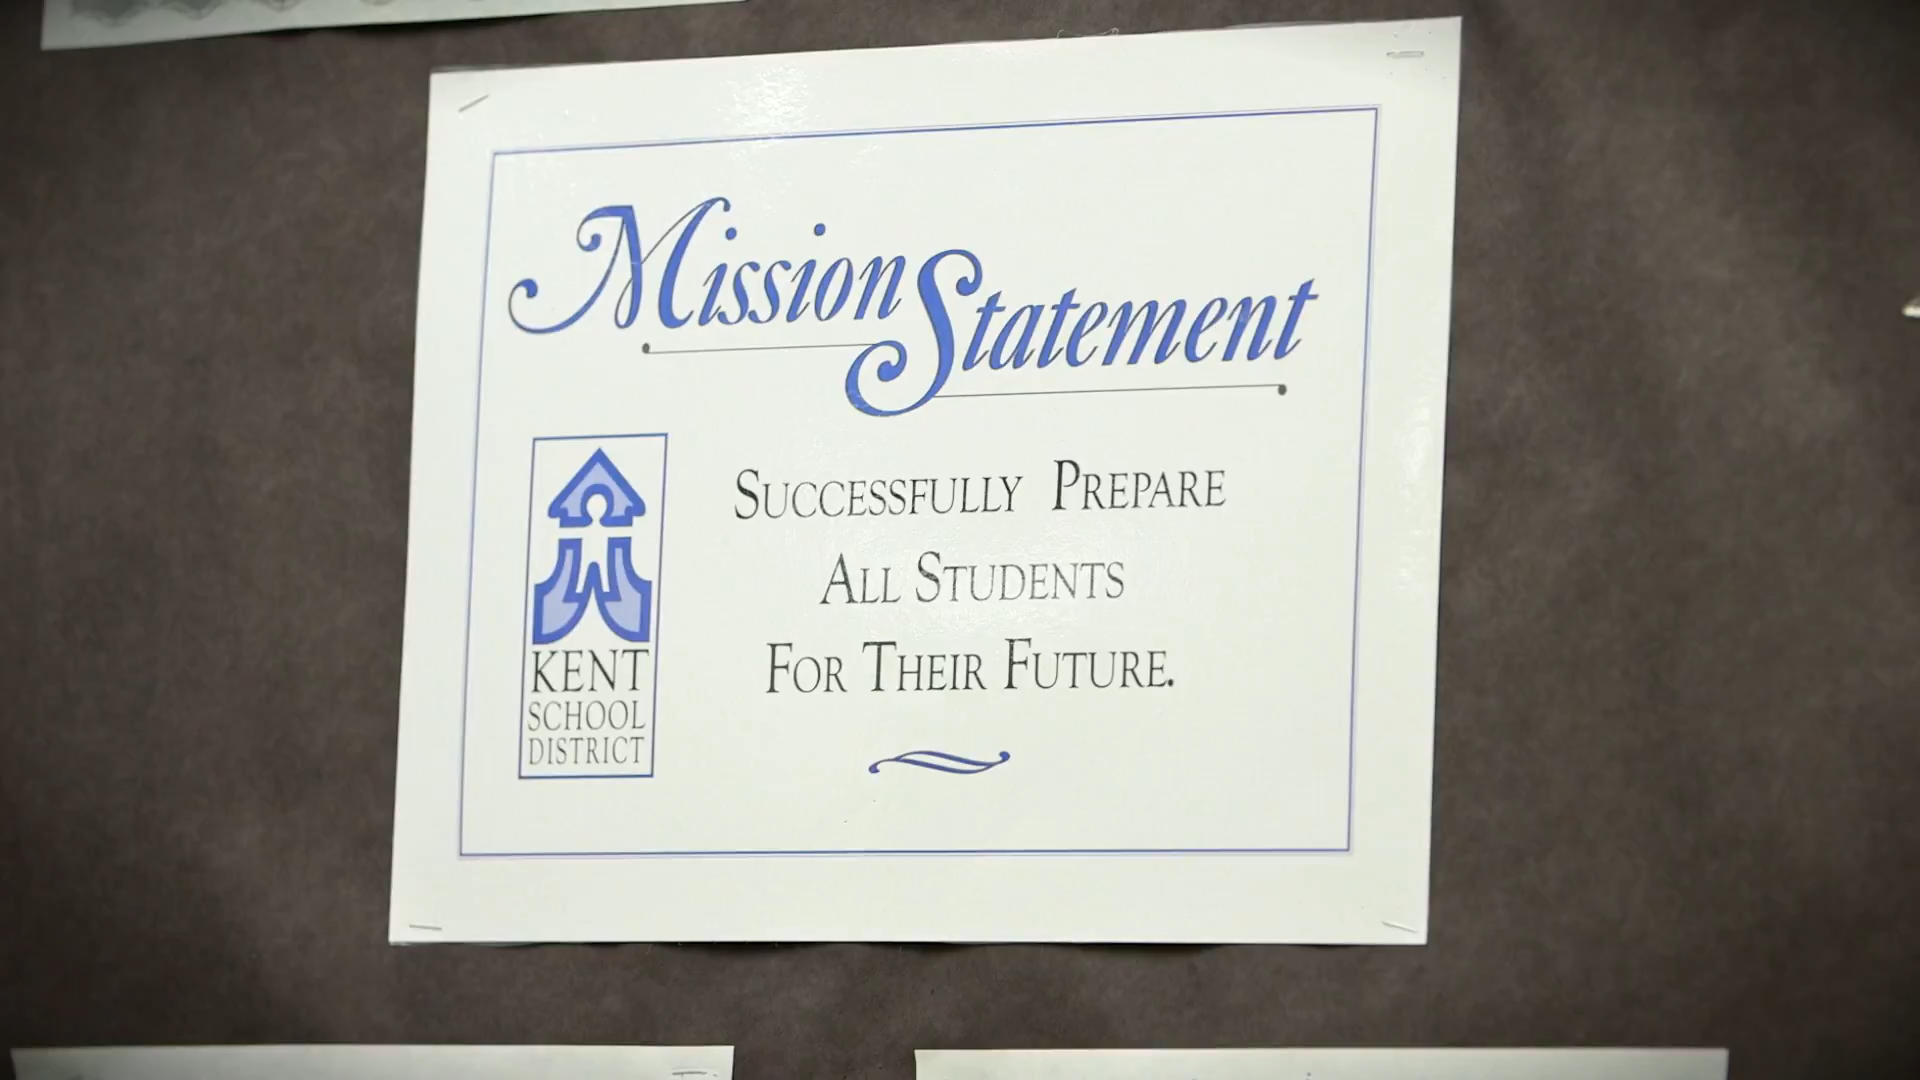 Mission Statement
Successfully Prepare
All Students
For Their Future.
KENT
SCHOOL
DISTRICT